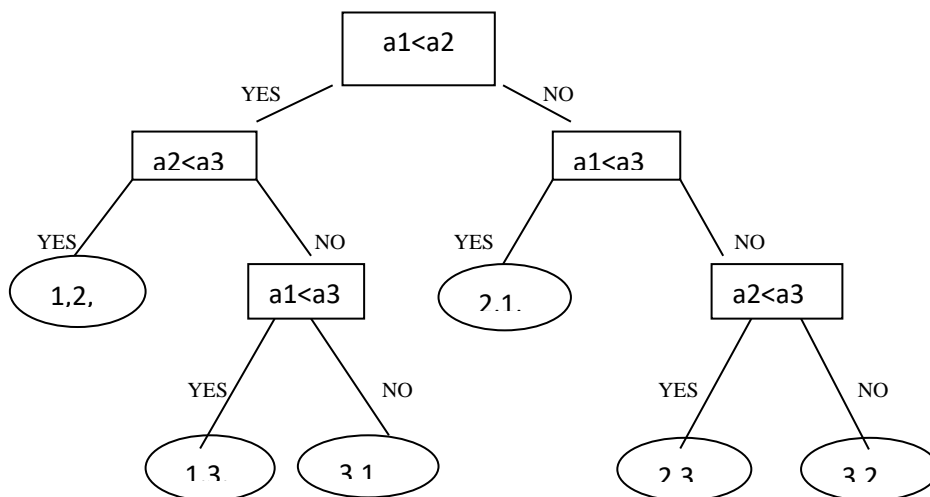 a1<a2
YES
NO
a2<a3
a1<a3
YES
NO
YES
NO
1,2,
a1<a3
2,1,
a2<a3
YES
NO
YES
NO
1,3,
3,1
2,3
3,2